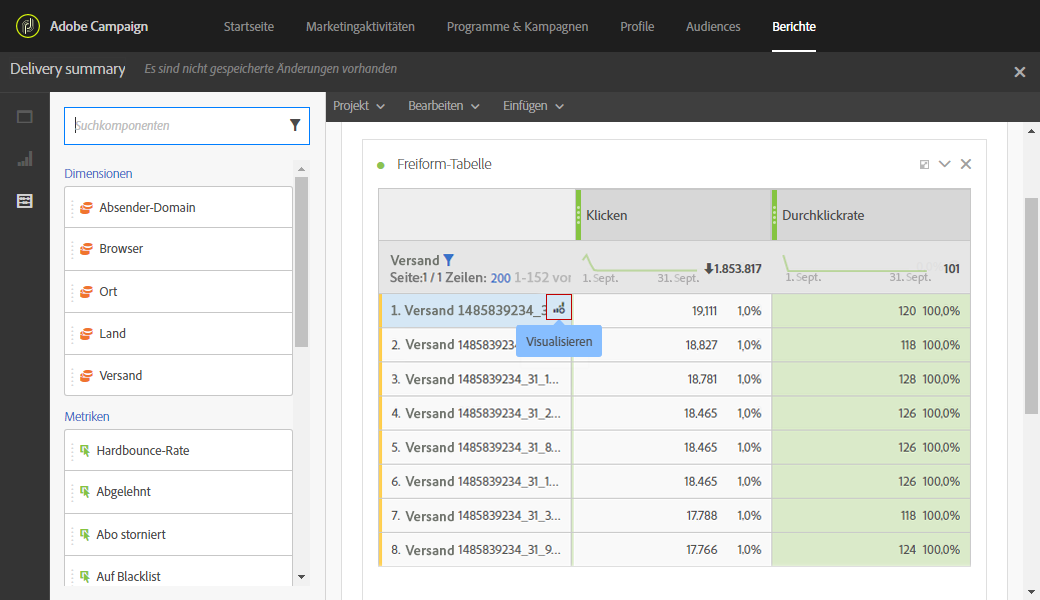 Adobe Campaign Startseite Marketingaktivitäten Programme & Kampagnen Profile Audiences Berichte
Delivery summary Es sind nicht gespeicherte Änderungen vorhanden
Projekt Bearbeiten Einfügen
Suchkomponenten
Dimensionen
Absender-Domain
Browser
Ort
Land
Versand
Metriken
Hardbounce-Rate
Abgelehnt
Abo storniert
Auf Blacklist
Freiform-Tabelle
Klicken Durchklickrate
Versand
Seite:1 / 1 Zeilen: 200 1-152 vor
1. Sept. 31. Sept. 1.853.817
1. Sept. 31. Sept. 101
1. Versand 1485839234_3 19,111 1,0% 120 100,0%
Visualisieren
2. Versand 148583923 18.827 1,0% 118 100,0%
3. Versand 1485839234_31_1... 18.781 1,0% 128 100,0%
4. Versand 1485839234_31_2... 18.465 1,0% 126 100,0%
5. Versand 1485839234_31_8... 18.465 1,0% 126 100,0%
6. Versand 1485839234_31_1... 18.465 1,0% 126 100,0%
7. Versand 1485839234_31_3... 17.788 1,0% 118 100,0%
8. Versand 1485839234_31_9... 17.766 1,0% 124 100,0%